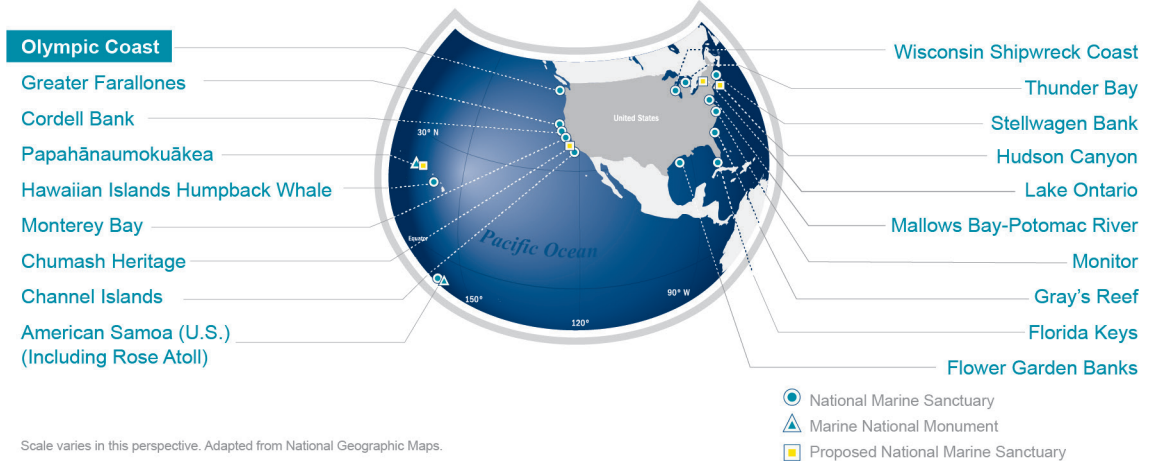 Olympic Coast
Greater Farallones
Cordell Bank
Papahānaumokuākea
Hawaiian Islands Humpback Whale
Monterey Bay
Chumash Heritage
Channel Islands
American Samoa (U.S.)
(Including Rose Atoll)
30° N
United States
Equator
Pacific Ocean
150°
120°
90° W
Wisconsin Shipwreck Coast
Thunder Bay
Stellwagen Bank
Hudson Canyon
Lake Ontario
Mallows Bay-Potomac River
Monitor
Gray’s Reef
Florida Keys
Flower Garden Banks
National Marine Sanctuary
Marine National Monument
Proposed National Marine Sanctuary
Scale varies in this perspective. Adapted from National Geographic Maps.